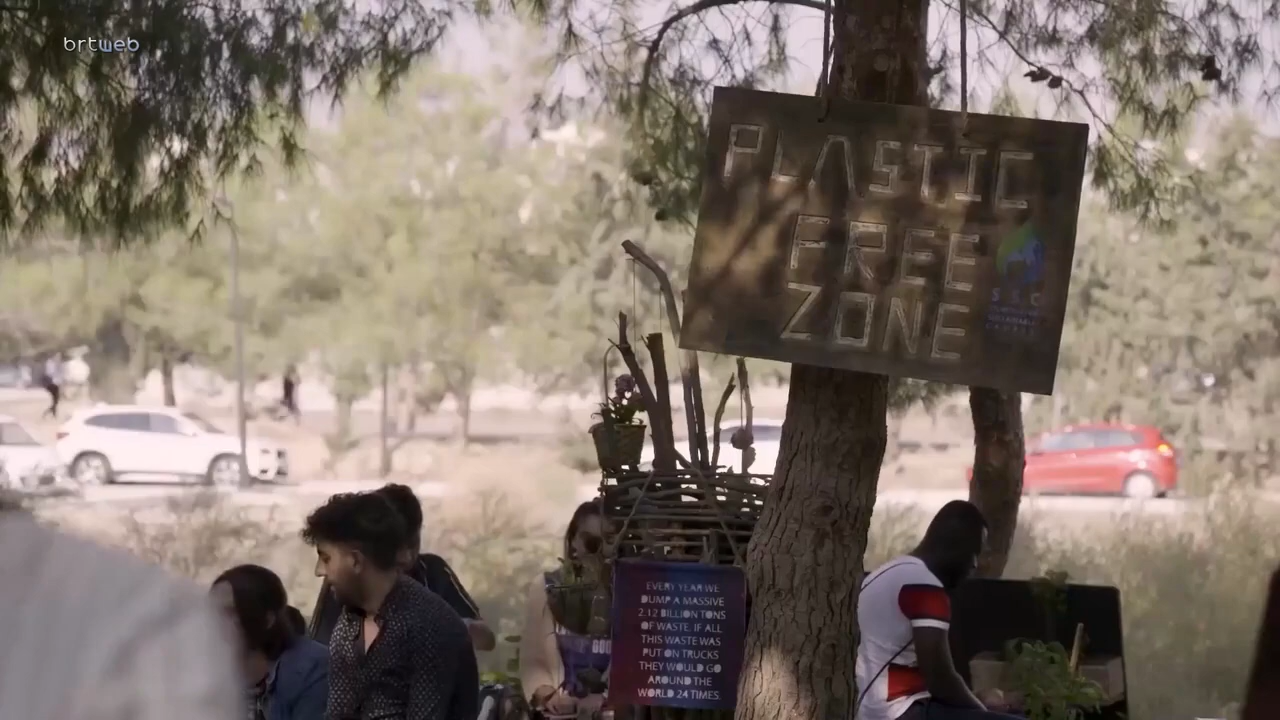 brtweb
PLASTIC
FREE
ZONE
S S C
EVERY YEAR WE
DUMP A MASSIVE
2.12 BILLION TONS
OF WASTE. IF ALL
THIS WASTE WAS
PUT ON TRUCKS
THEY WOULD GO
AROUND THE
WORLD 24 TIMES.